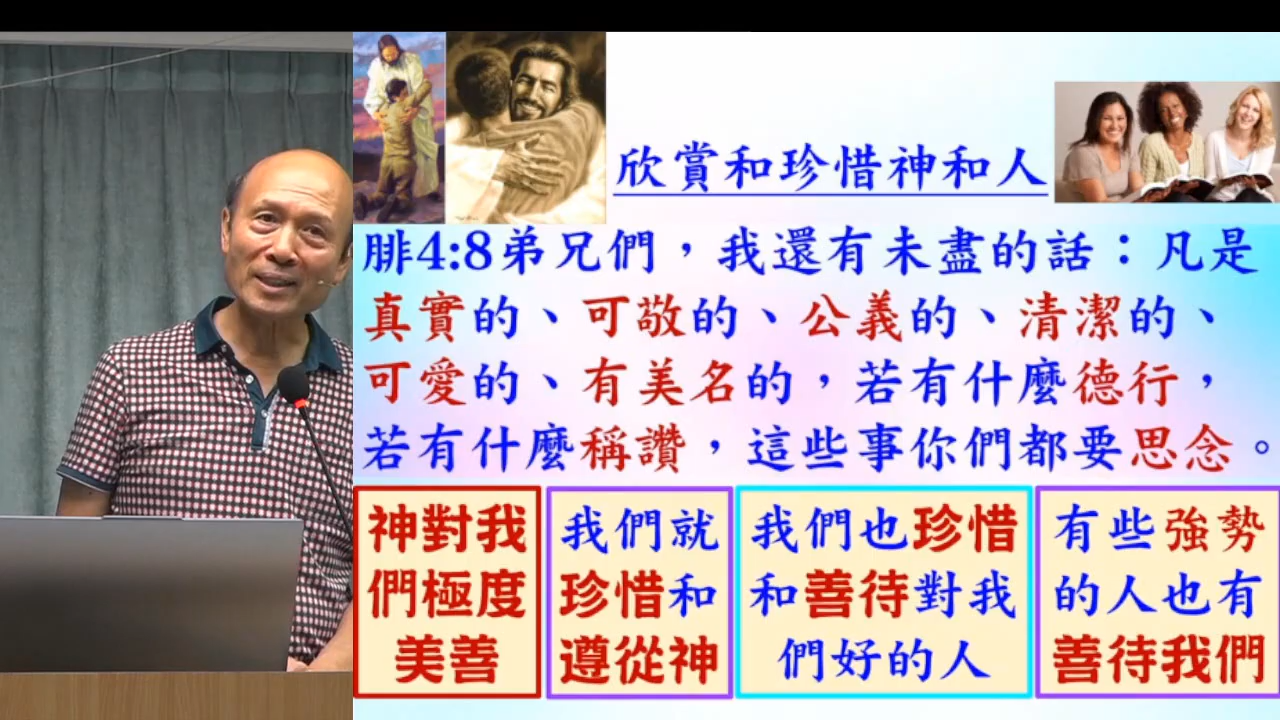 欣賞和珍惜神和人
腓4:8弟兄們，我還有未盡的話：凡是
真實的、可敬的、公義的、清潔的、
可愛的、有美名的，若有什麼德行，
若有什麼稱讚，這些事你們都要思念。
神對我
們極度
美善
我們就
珍惜和
遵從神
我們也珍惜
和善待對我
們好的人
有些強勢
的人也有
善待我們